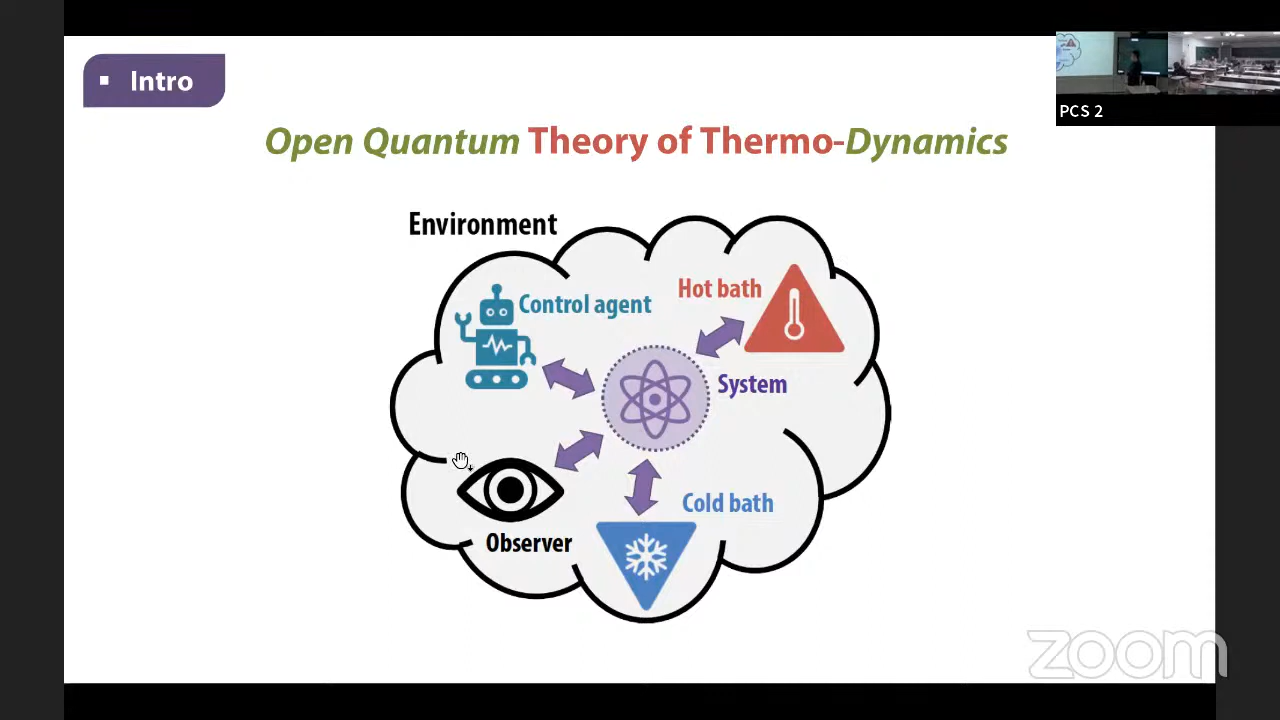 Intro
PCS 2
Open Quantum Theory of Thermo-Dynamics
Environment
Hot bath
Control agent
System
Cold bath
Observer
zoom